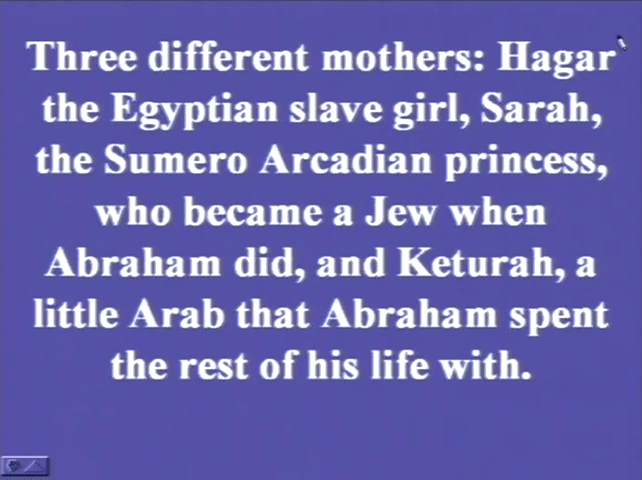 Three different mothers: Hagar
the Egyptian slave girl, Sarah,
the Sumero Arcadian princess,
who became a Jew when
Abraham did, and Keturah, a
little Arab that Abraham spent
the rest of his life with.